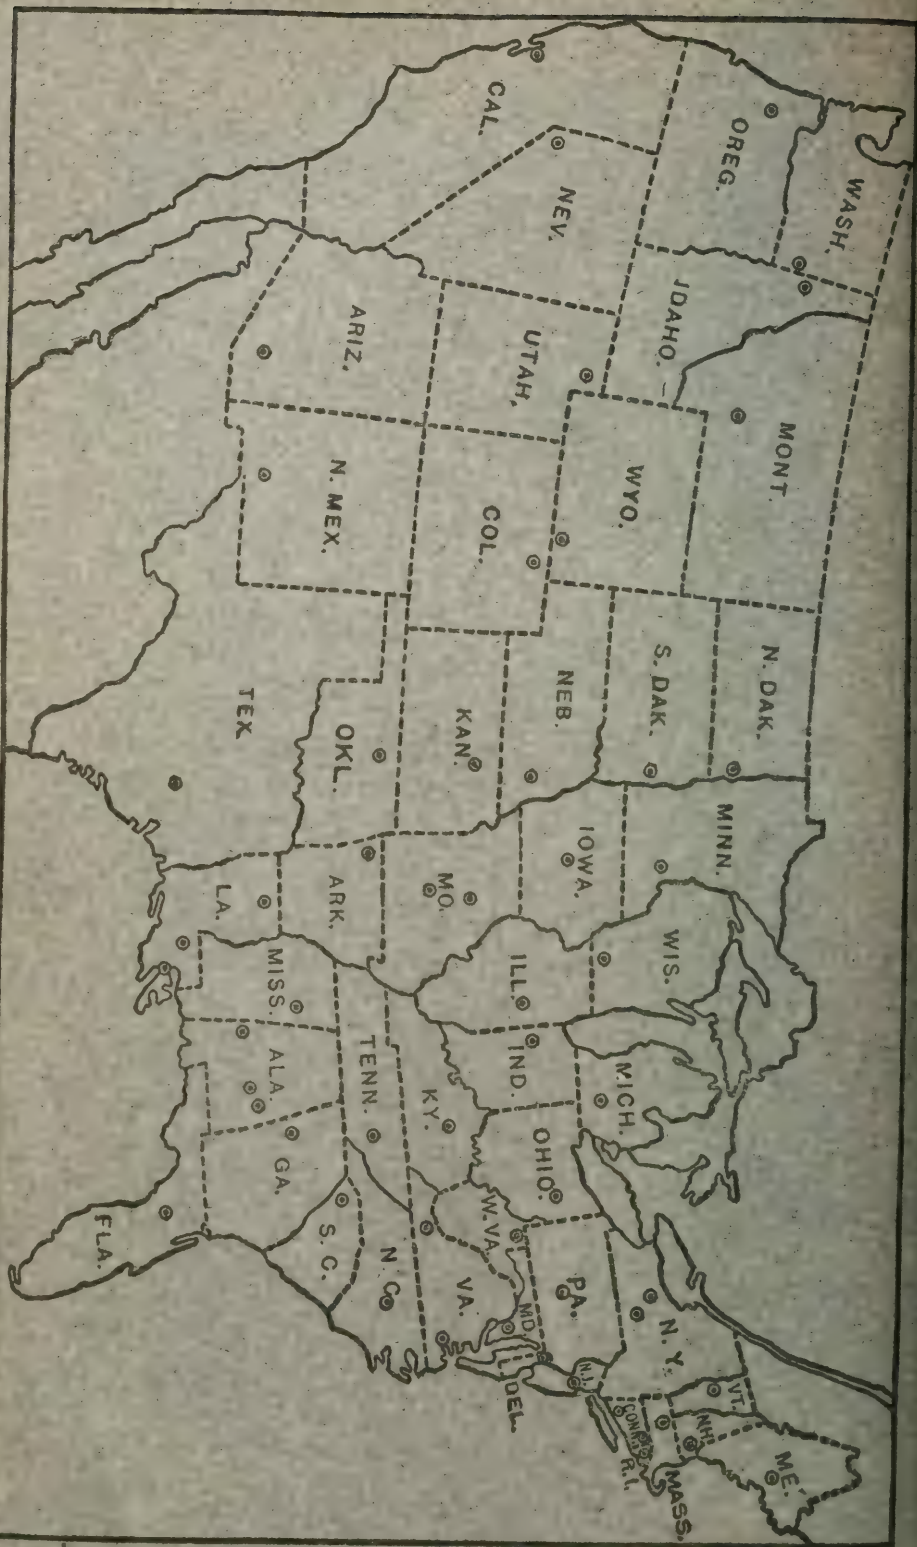 WASH.
OREG.
CAL.
NEV.
IDAHO.
MONT.
WYO.
UTAH,
ARIZ.
COL.
N. MEX.
N. DAK.
S. DAK.
NEB.
KAN.
OKL.
TEX.
MINN.
IOWA.
MO.
ARK.
LA.
WIS.
ILL.
MICH.
IND.
OHIO.
KY.
TENN.
MISS.
ALA.
GA.
FLA.
S. C.
N. C.
VA.
W. VA.
MD.
DEL.
PA.
N. J.
N. Y.
CONN.
R. I.
MASS.
VT.
N. H.
ME.